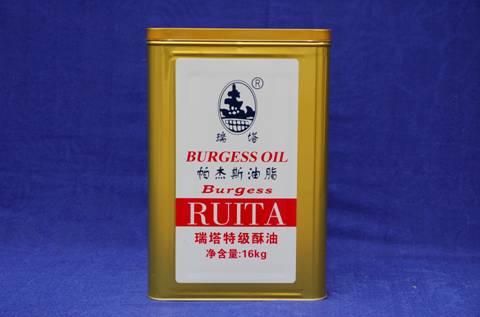 ®
瑞塔
BURGESS OIL
帕杰斯油脂
Burgess
RUITA
瑞塔特级酥油
净含量:16kg